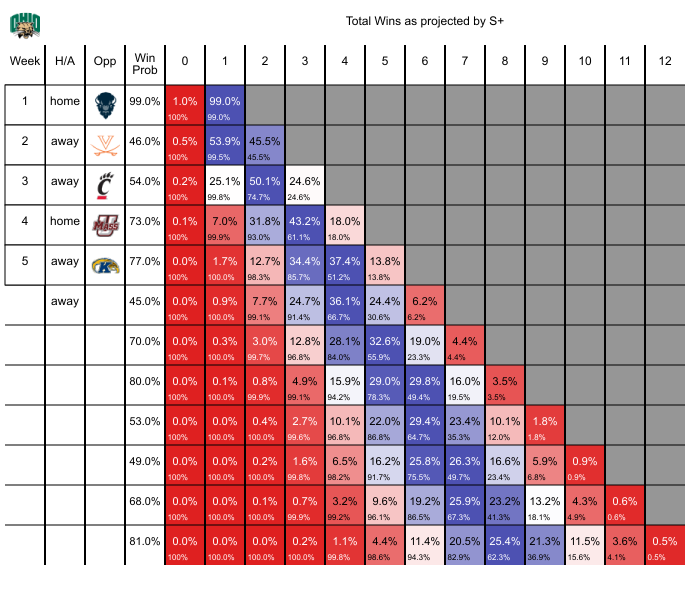 OHIO
Total Wins as projected by S+
Week H/A Opp Win Prob 0 1 2 3 4 5 6 7 8 9 10 11 12
1 home 99.0% 1.0% 99.0%
100% 99.0%
2 away 46.0% 0.5% 53.9% 45.5%
100% 99.5% 45.5%
3 away C 54.0% 0.2% 25.1% 50.1% 24.6%
100% 99.8% 74.7% 24.6%
4 home UMass 73.0% 0.1% 7.0% 31.8% 43.2% 18.0%
100% 99.9% 93.0% 61.1% 18.0%
5 away K 77.0% 0.0% 1.7% 12.7% 34.4% 37.4% 13.8%
100% 100.0% 98.3% 85.7% 51.2% 13.8%
away 45.0% 0.0% 0.9% 7.7% 24.7% 36.1% 24.4% 6.2%
100% 100.0% 99.1% 91.4% 66.7% 30.6% 6.2%
70.0% 0.0% 0.3% 3.0% 12.8% 28.1% 32.6% 19.0% 4.4%
100% 100.0% 99.7% 96.8% 84.0% 55.9% 23.3% 4.4%
80.0% 0.0% 0.1% 0.8% 4.9% 15.9% 29.0% 29.8% 16.0% 3.5%
100% 100.0% 99.9% 99.1% 94.2% 78.3% 49.4% 19.5% 3.5%
53.0% 0.0% 0.0% 0.4% 2.7% 10.1% 22.0% 29.4% 23.4% 10.1% 1.8%
100% 100.0% 100.0% 99.6% 96.8% 86.8% 64.7% 35.3% 12.0% 1.8%
49.0% 0.0% 0.0% 0.2% 1.6% 6.5% 16.2% 25.8% 26.3% 16.6% 5.9% 0.9%
100% 100.0% 100.0% 99.8% 98.2% 91.7% 75.5% 49.7% 23.4% 6.8% 0.9%
68.0% 0.0% 0.0% 0.1% 0.7% 3.2% 9.6% 19.2% 25.9% 23.2% 13.2% 4.3% 0.6%
100% 100.0% 100.0% 99.9% 99.2% 96.1% 86.5% 67.3% 41.3% 18.1% 4.9% 0.6%
81.0% 0.0% 0.0% 0.0% 0.2% 1.1% 4.4% 11.4% 20.5% 25.4% 21.3% 11.5% 3.6% 0.5%
100% 100.0% 100.0% 100.0% 99.8% 98.6% 94.3% 82.9% 62.3% 36.9% 15.6% 4.1% 0.5%